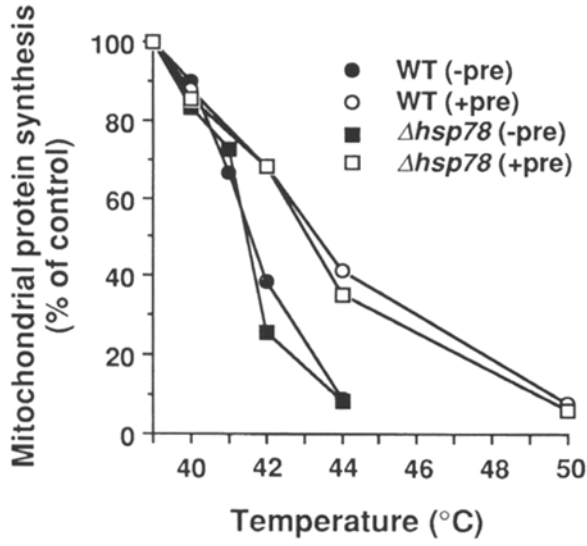 Mitochondrial protein synthesis
(% of control)
100
80
60
40
20
0
WT (-pre)
WT (+pre)
Δhsp78 (-pre)
Δhsp78 (+pre)
40 42 44 46 48 50
Temperature (°C)